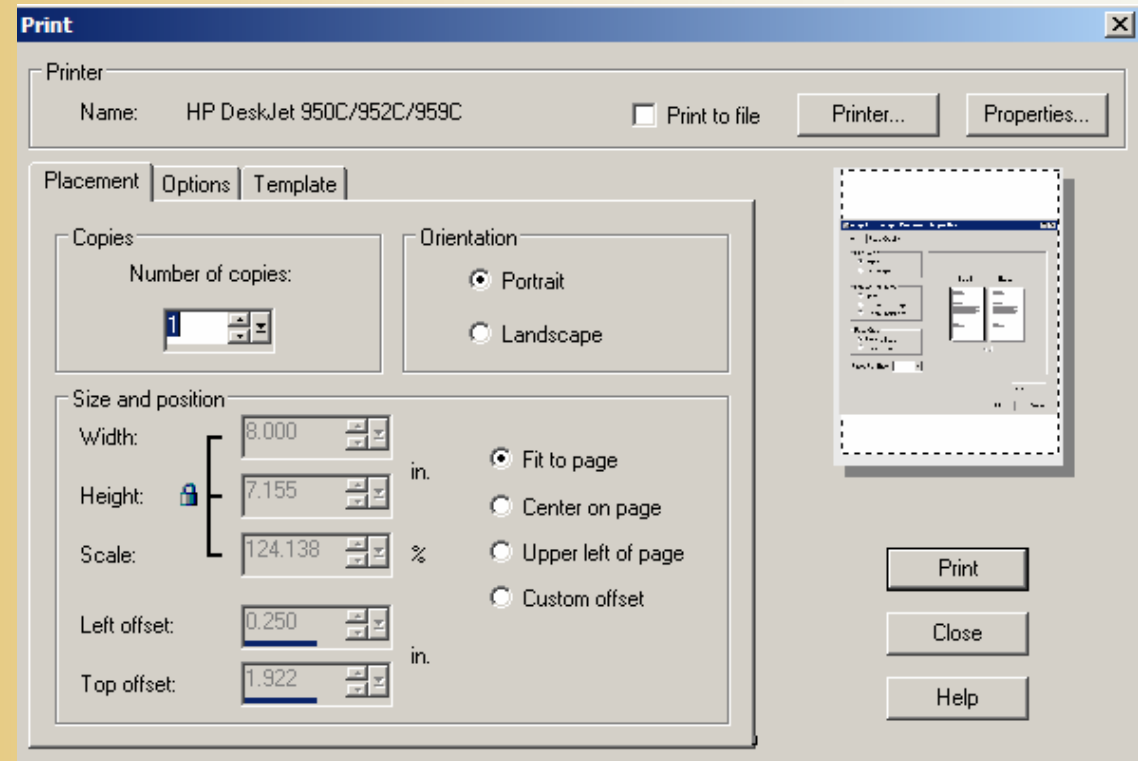 Print
Printer
Name: HP DeskJet 950C/952C/959C Print to file Printer... Properties...
Placement Options Template
Copies
Number of copies:
1
Orientation
Portrait
Landscape
Size and position
Width: 8.000
Height: 7.155 in.
Scale: 124.138 %
Left offset: 0.250
Top offset: 1.922 in.
Fit to page
Center on page
Upper left of page
Custom offset
Print
Close
Help